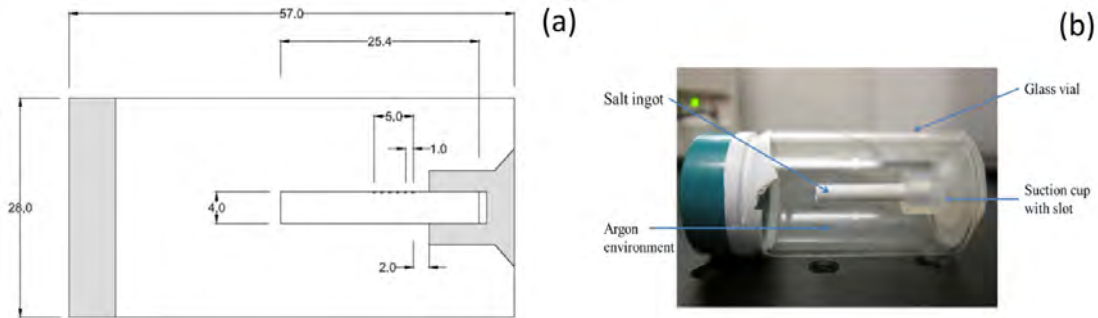 57.0
(a)
25.4
5.0
1.0
28.0
4.0
2.0
(b)
Salt ingot
Glass vial
Suction cup
with slot
Argon
environment